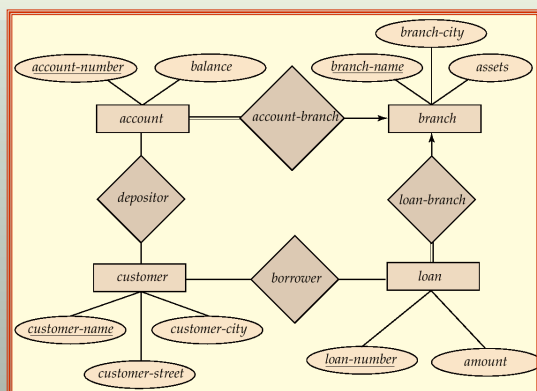 branch-city
account-number
balance
branch-name
assets
account
account-branch
branch
depositor
loan-branch
customer
borrower
loan
customer-name
customer-city
customer-street
loan-number
amount